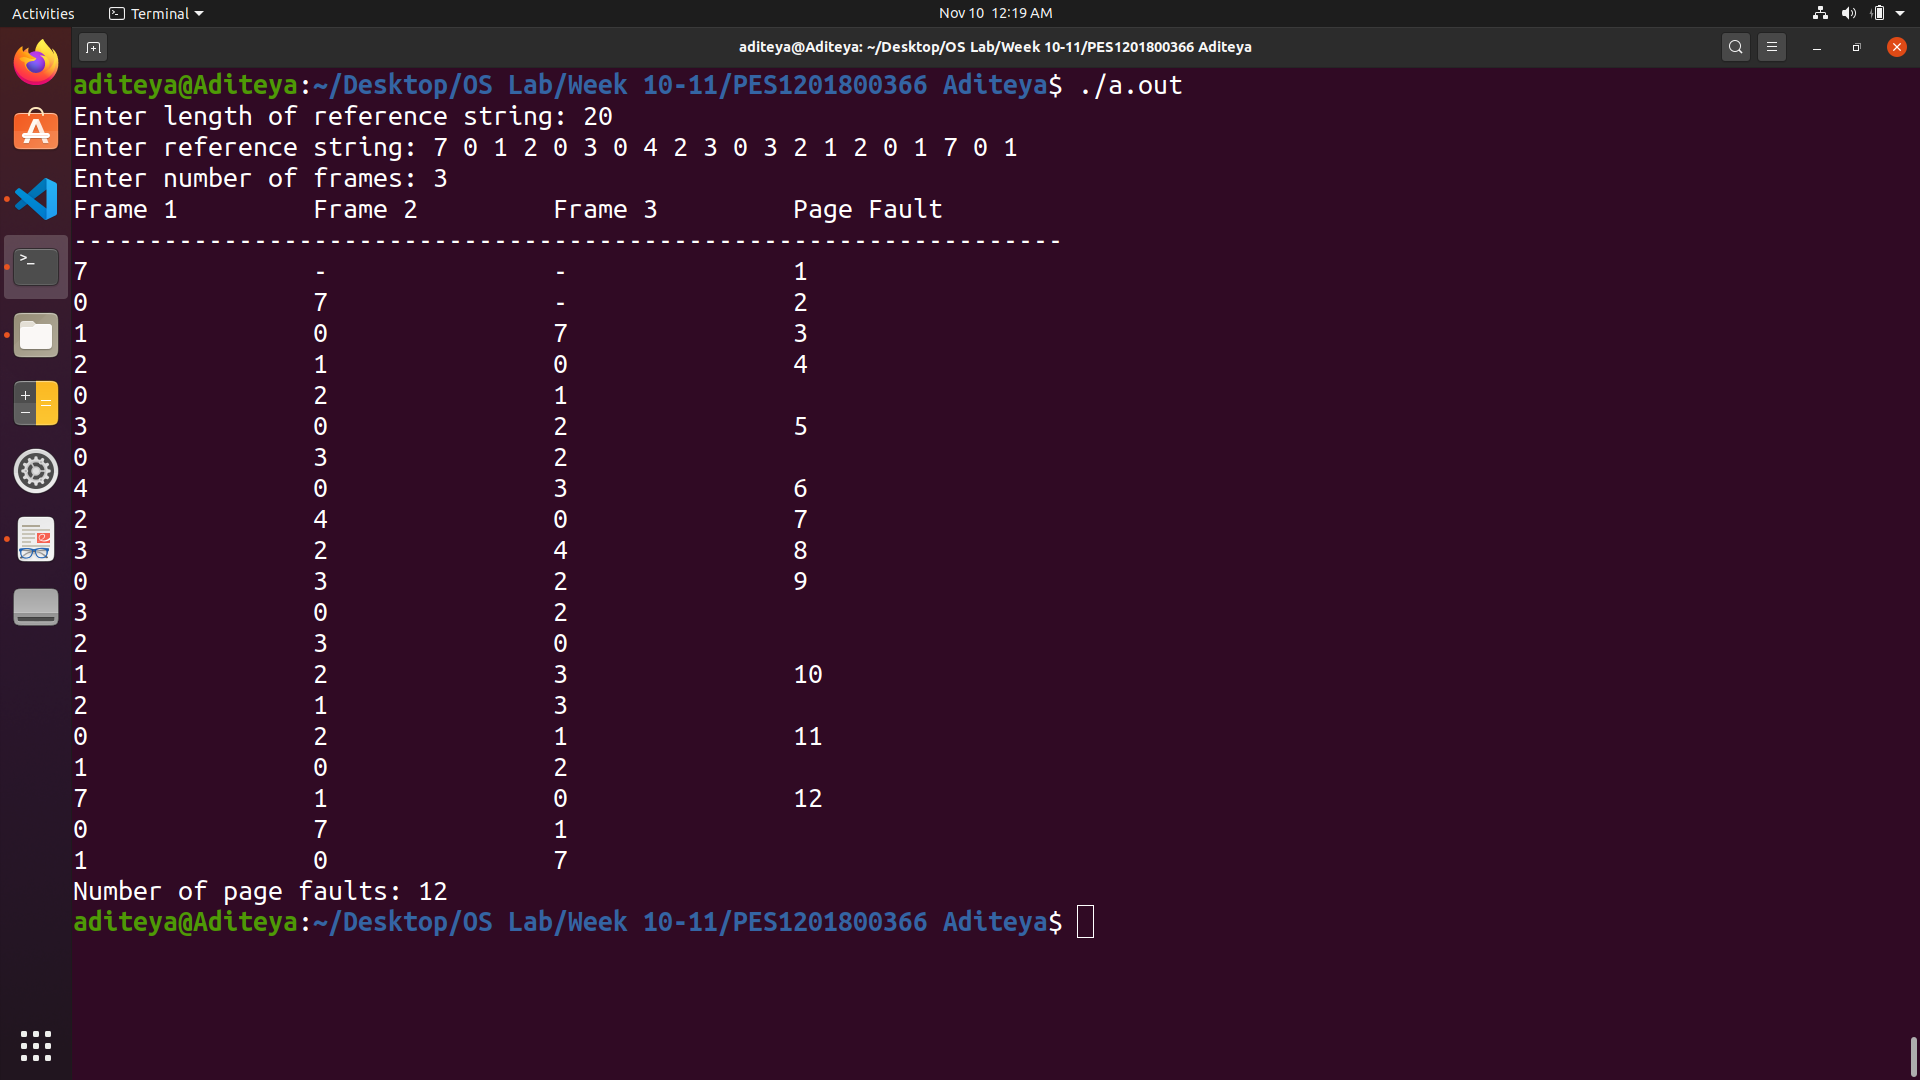 Activities Terminal Nov 10 12:19 AM
aditeya@Aditeya: ~/Desktop/OS Lab/Week 10-11/PES1201800366 Aditeya
aditeya@Aditeya:~/Desktop/OS Lab/Week 10-11/PES1201800366 Aditeya$ ./a.out
Enter length of reference string: 20
Enter reference string: 7 0 1 2 0 3 0 4 2 3 0 3 2 1 2 0 1 7 0 1
Enter number of frames: 3
Frame 1 Frame 2 Frame 3 Page Fault
------------------------------------------------------------------
7 - - 1
0 7 - 2
1 0 7 3
2 1 0 4
0 2 1
3 0 2 5
0 3 2
4 0 3 6
2 4 0 7
3 2 4 8
0 3 2 9
3 0 2
2 3 0
1 2 3 10
2 1 3
0 2 1 11
1 0 2
7 1 0 12
0 7 1
1 0 7
Number of page faults: 12
aditeya@Aditeya:~/Desktop/OS Lab/Week 10-11/PES1201800366 Aditeya$